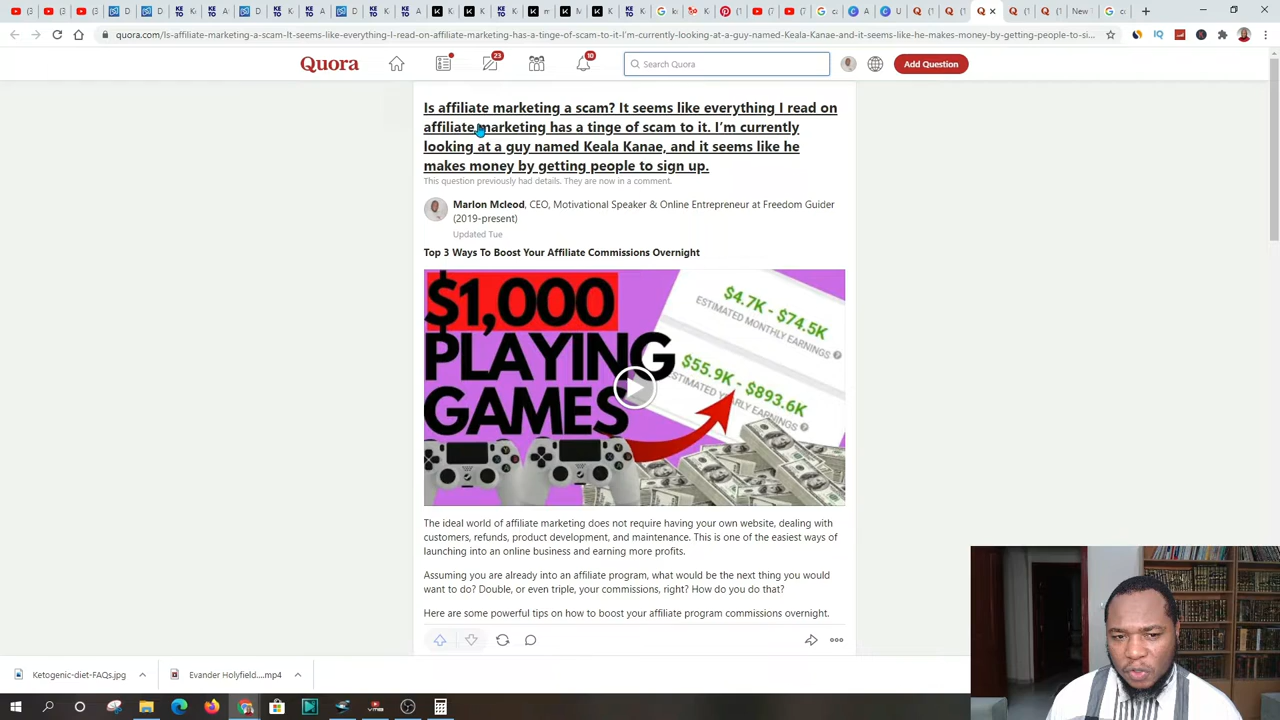 quora.com/Is-affiliate-marketing-a-scam-It-seems-like-everything-I-read-on-affiliate-marketing-has-a-tinge-of-scam-to-it-I'm-currently-looking-at-a-guy-named-Keala-Kanae-and-it-seems-like-he-makes-money-by-getting-people-to-si...
Quora
23
10
Search Quora
Add Question
Is affiliate marketing a scam? It seems like everything I read on
affiliate marketing has a tinge of scam to it. I'm currently
looking at a guy named Keala Kanae, and it seems like he
makes money by getting people to sign up.
This question previously had details. They are now in a comment.
Marlon Mcleod, CEO, Motivational Speaker & Online Entrepreneur at Freedom Guider
(2019-present)
Updated Tue
Top 3 Ways To Boost Your Affiliate Commissions Overnight
$1,000
PLAYING
GAMES
$4.7K - $74.5K
ESTIMATED MONTHLY EARNINGS
$55.9K - $893.6K
ESTIMATED YEARLY EARNINGS
The ideal world of affiliate marketing does not require having your own website, dealing with
customers, refunds, product development, and maintenance. This is one of the easiest ways of
launching into an online business and earning more profits.
Assuming you are already into an affiliate program, what would be the next thing you would
want to do? Double, or even triple, your commissions, right? How do you do that?
Here are some powerful tips on how to boost your affiliate program commissions overnight.
Ketogenic-diet-FAQs.jpg
Evander Holyfield....mp4